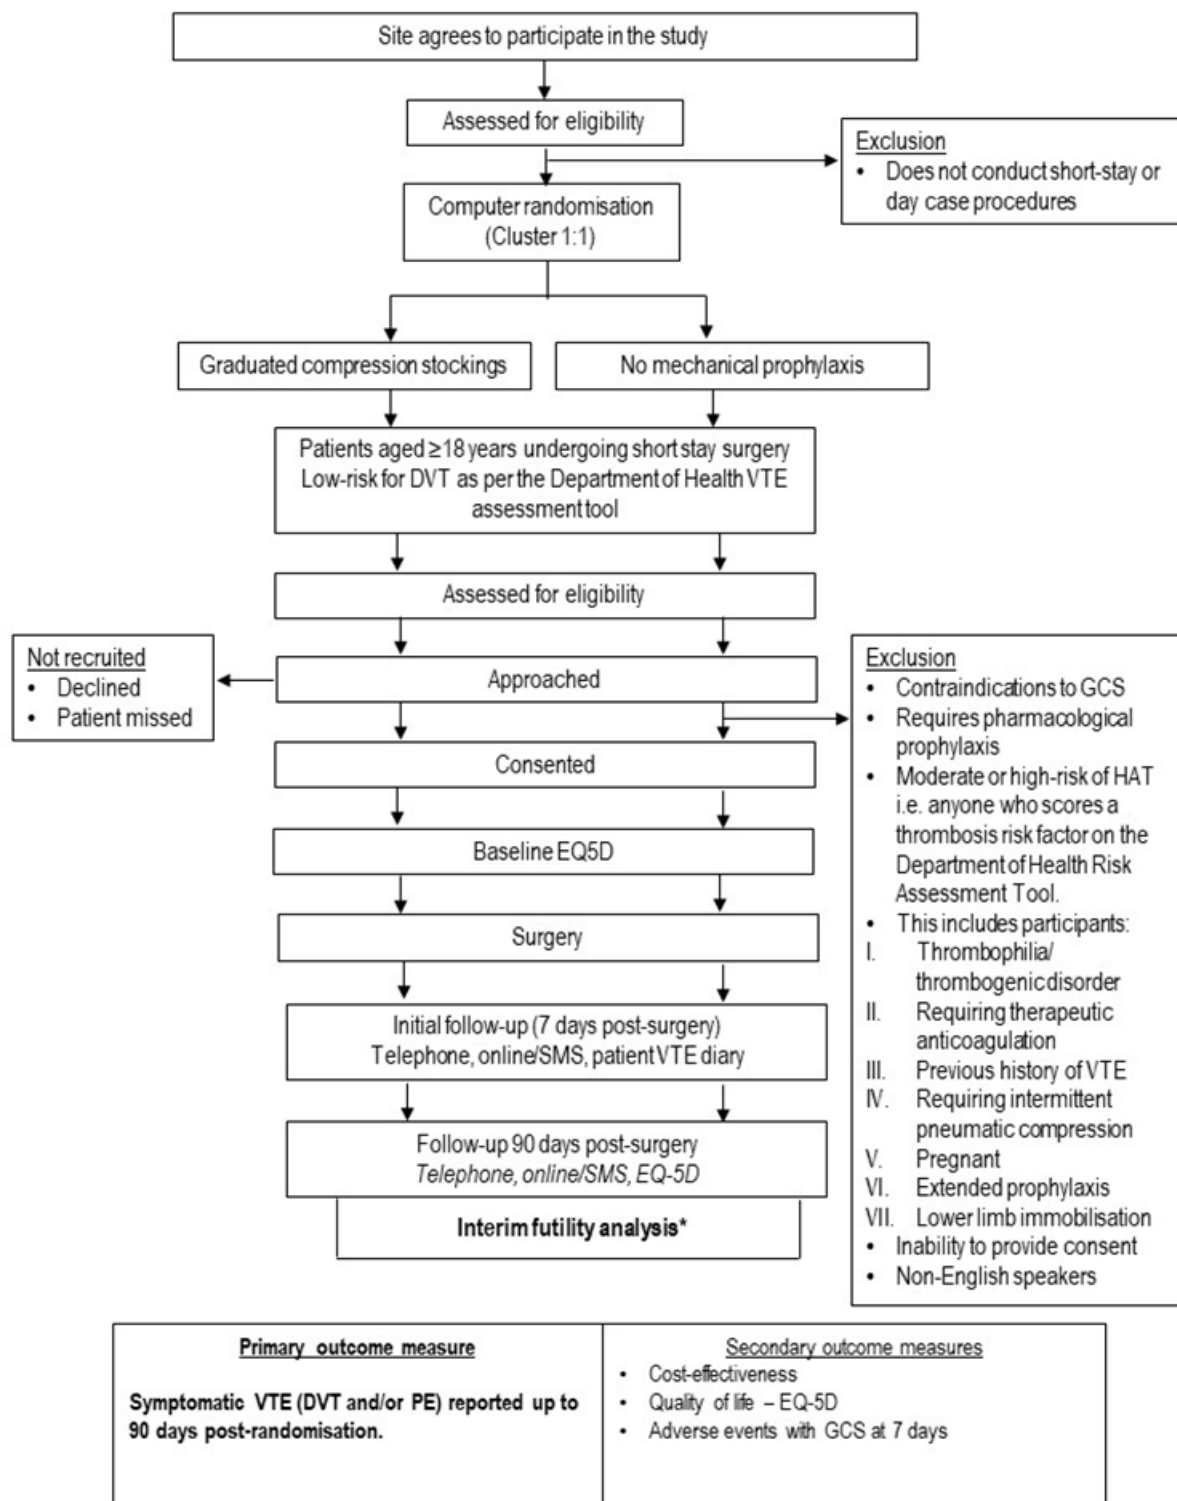 Site agrees to participate in the study
Assessed for eligibility
Exclusion
• Does not conduct short-stay or
day case procedures
Computer randomisation
(Cluster 1:1)
Graduated compression stockings
No mechanical prophylaxis
Patients aged ≥18 years undergoing short stay surgery
Low-risk for DVT as per the Department of Health VTE
assessment tool
Assessed for eligibility
Not recruited
• Declined
• Patient missed
Approached
Exclusion
• Contraindications to GCS
• Requires pharmacological
prophylaxis
• Moderate or high-risk of HAT
i.e. anyone who scores a
thrombosis risk factor on the
Department of Health Risk
Assessment Tool.
• This includes participants:
I. Thrombophilia/
thrombogenic disorder
II. Requiring therapeutic
anticoagulation
III. Previous history of VTE
IV. Requiring intermittent
pneumatic compression
V. Pregnant
VI. Extended prophylaxis
VII. Lower limb immobilisation
• Inability to provide consent
• Non-English speakers
Consented
Baseline EQ5D
Surgery
Initial follow-up (7 days post-surgery)
Telephone, online/SMS, patient VTE diary
Follow-up 90 days post-surgery
Telephone, online/SMS, EQ-5D
Interim futility analysis*
Primary outcome measure
Symptomatic VTE (DVT and/or PE) reported up to
90 days post-randomisation.
Secondary outcome measures
• Cost-effectiveness
• Quality of life – EQ-5D
• Adverse events with GCS at 7 days